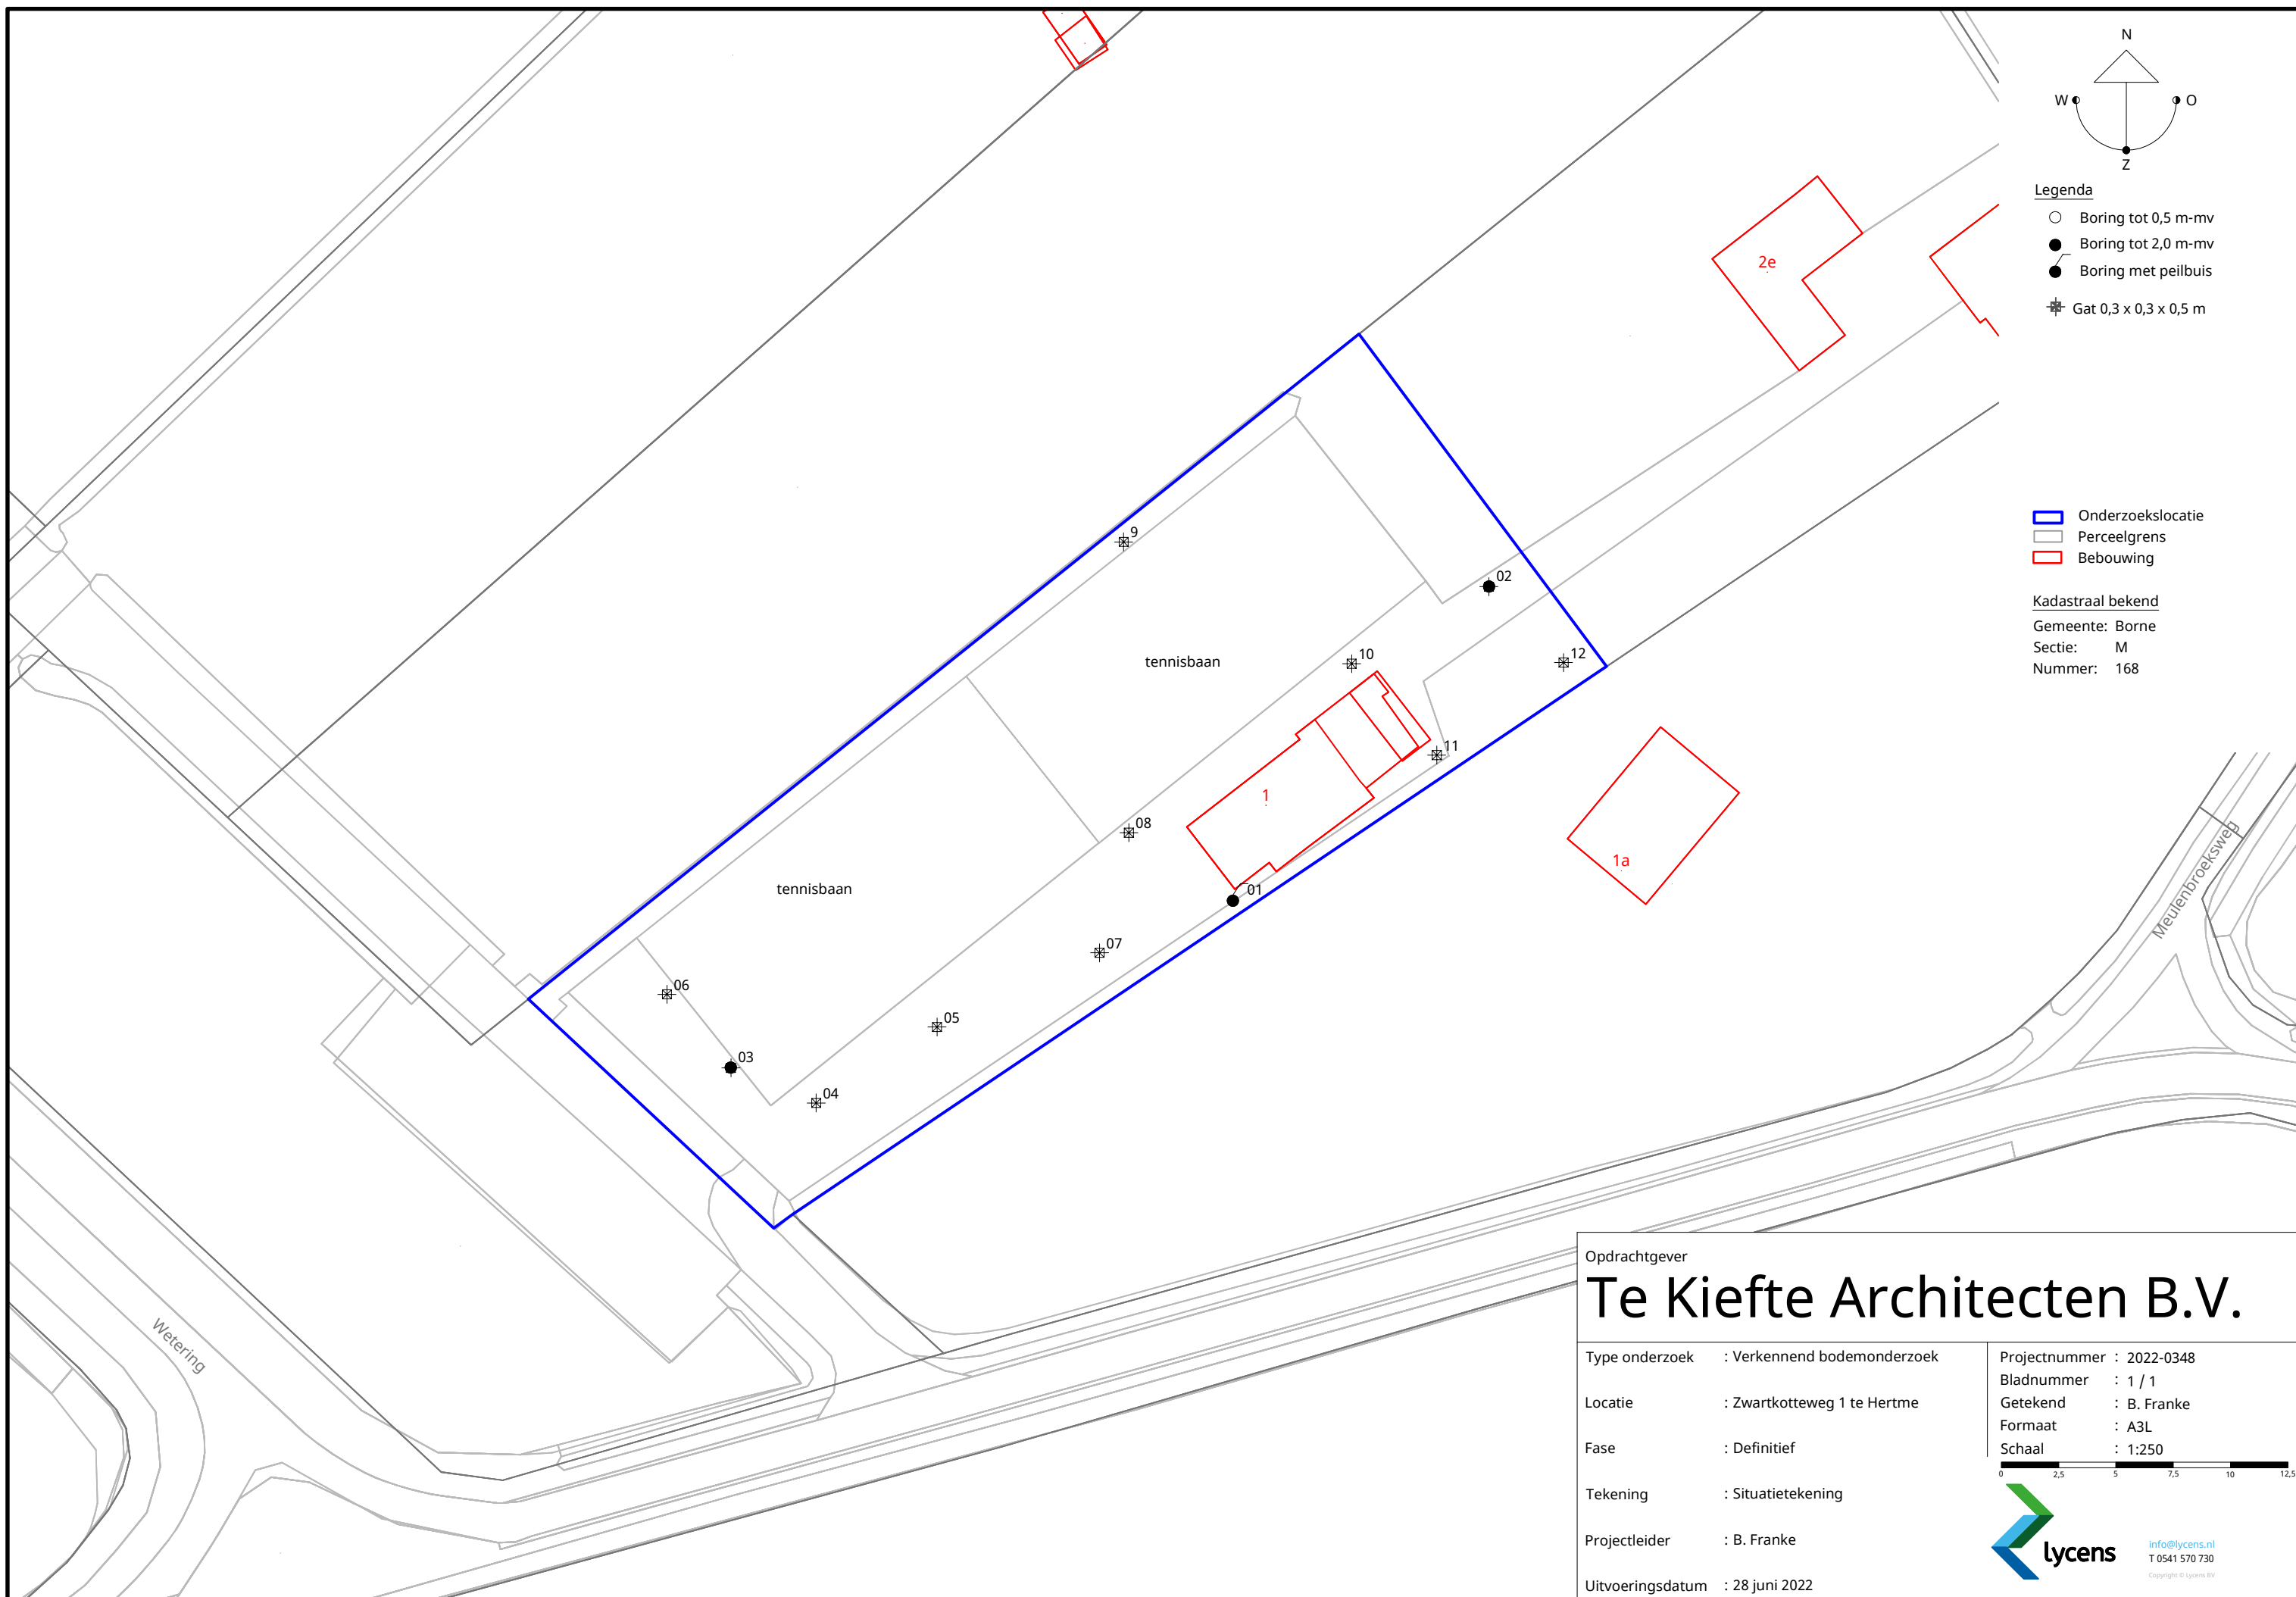 N
W
O
Z
Legenda
Boring tot 0,5 m-mv
Boring tot 2,0 m-mv
Boring met peilbuis
Gat 0,3 x 0,3 x 0,5 m
Onderzoekslocatie
Perceelgrens
Bebouwing
Kadastraal bekend
Gemeente: Borne
Sectie: M
Nummer: 168
2e
9
02
tennisbaan
10
12
11
1
08
1a
tennisbaan
01
07
06
05
03
04
Meulenbroeksweg
Wetering
Opdrachtgever
Te Kiefte Architecten B.V.
Type onderzoek : Verkennend bodemonderzoek
Locatie : Zwartkotteweg 1 te Hertme
Fase : Definitief
Tekening : Situatietekening
Projectleider : B. Franke
Uitvoeringsdatum : 28 juni 2022
Projectnummer : 2022-0348
Bladnummer : 1 / 1
Getekend : B. Franke
Formaat : A3L
Schaal : 1:250
0 2,5 5 7,5 10 12,5
lycens
info@lycens.nl
T 0541 570 730
Copyright © Lycens BV